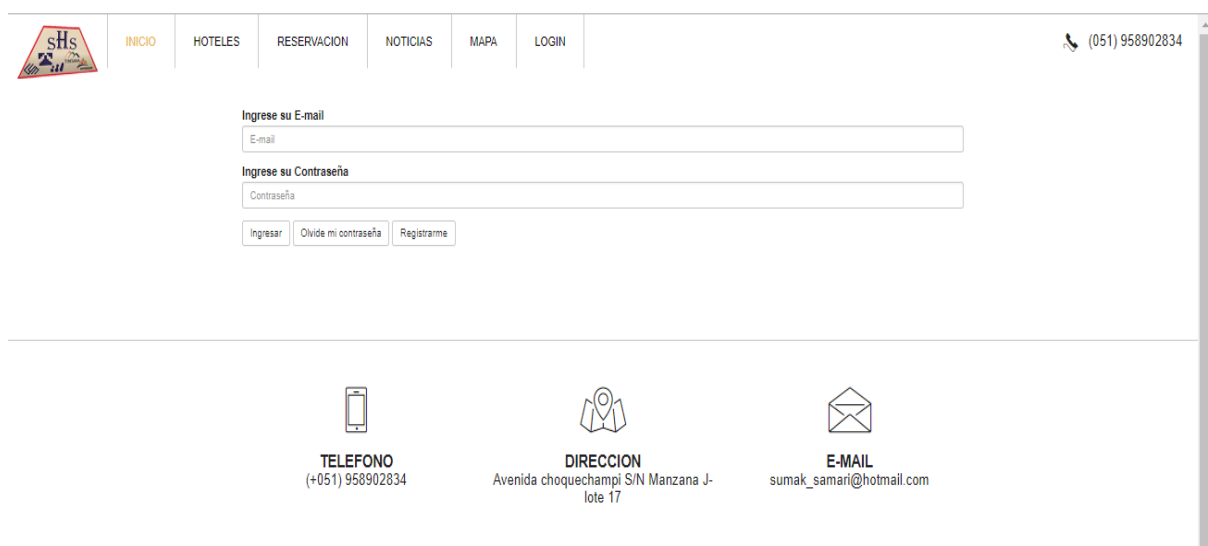 sHs
INICIO
HOTELES
RESERVACION
NOTICIAS
MAPA
LOGIN
(051) 958902834
Ingrese su E-mail
E-mail
Ingrese su Contraseña
Contraseña
Ingresar
Olvide mi contraseña
Registrarme
TELEFONO
(+051) 958902834
DIRECCION
Avenida choquechampi S/N Manzana J-
lote 17
E-MAIL
sumak_samari@hotmail.com